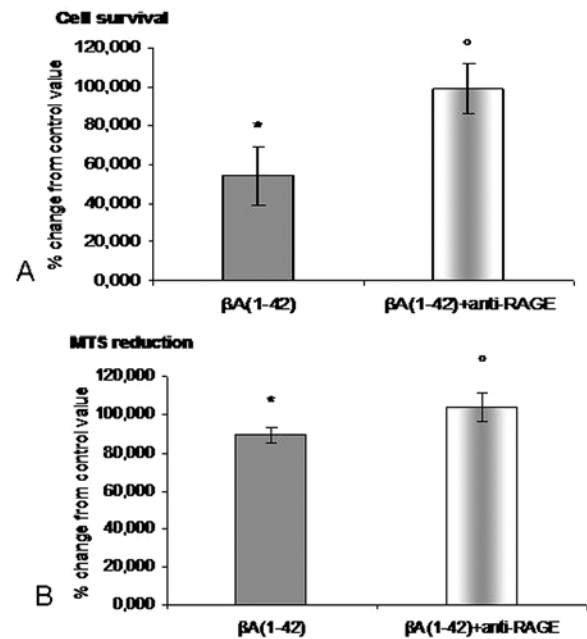 Cell survival
% change from control value
120,000
100,000
80,000
60,000
40,000
20,000
0,000
*
°
A
βA(1-42)
βA(1-42)+anti-RAGE
MTS reduction
% change from control value
120,000
100,000
80,000
60,000
40,000
20,000
0,000
*
°
B
βA(1-42)
βA(1-42)+anti-RAGE